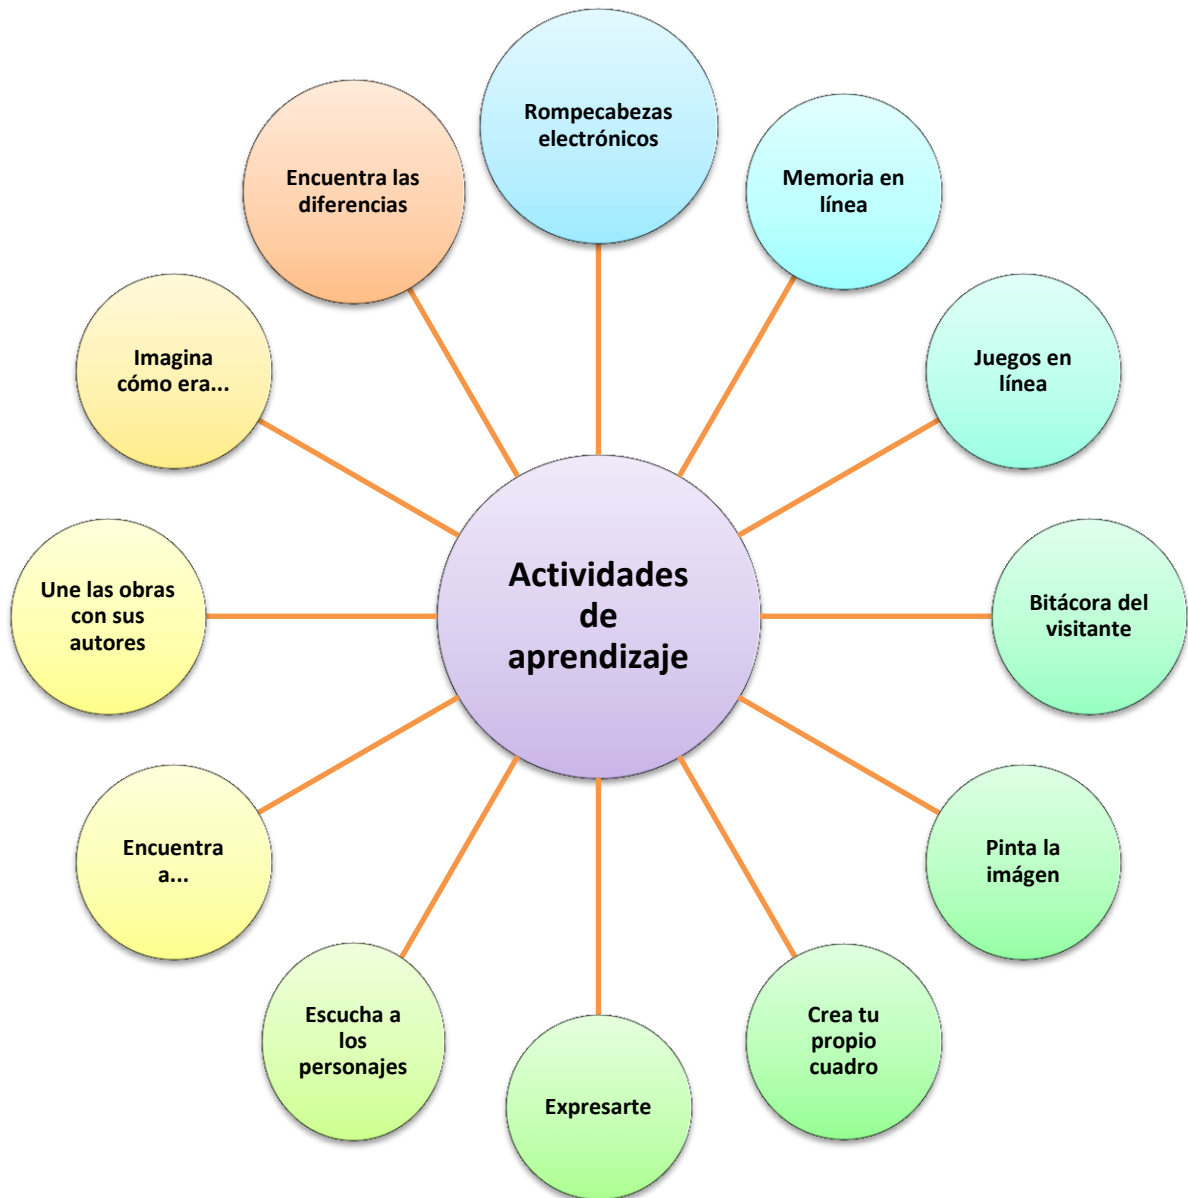 Rompecabezas
electrónicos
Memoria en
línea
Juegos en
línea
Bitácora del
visitante
Pinta la
imágen
Crea tu
propio
cuadro
Expresarte
Escucha a
los
personajes
Encuentra
a...
Une las obras
con sus
autores
Imagina
cómo era...
Encuentra las
diferencias
Actividades
de
aprendizaje